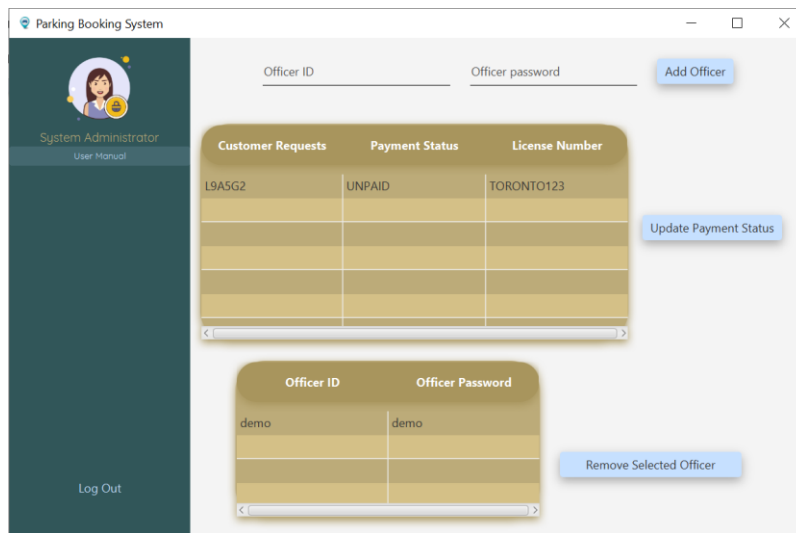 Parking Booking System
System Administrator
User Manual
Log Out
Officer ID Officer password Add Officer
Customer Requests Payment Status License Number
L9A5G2 UNPAID TORONTO123
Update Payment Status
Officer ID Officer Password
demo demo
Remove Selected Officer